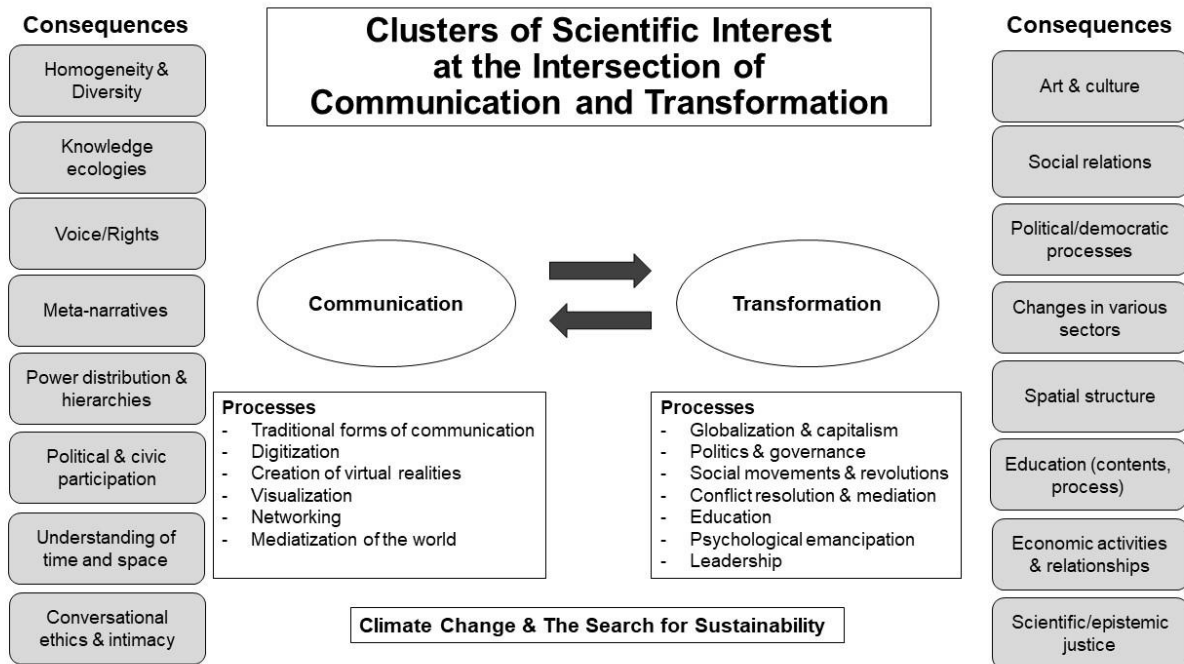 Consequences
Homogeneity &
Diversity
Knowledge
ecologies
Voice/Rights
Meta-narratives
Power distribution &
hierarchies
Political & civic
participation
Understanding of
time and space
Conversational
ethics & intimacy
Clusters of Scientific Interest
at the Intersection of
Communication and Transformation
Communication
Transformation
Processes
- Traditional forms of communication
- Digitization
- Creation of virtual realities
- Visualization
- Networking
- Mediatization of the world
Processes
- Globalization & capitalism
- Politics & governance
- Social movements & revolutions
- Conflict resolution & mediation
- Education
- Psychological emancipation
- Leadership
Climate Change & The Search for Sustainability
Consequences
Art & culture
Social relations
Political/democratic
processes
Changes in various
sectors
Spatial structure
Education (contents,
process)
Economic activities
& relationships
Scientific/epistemic
justice